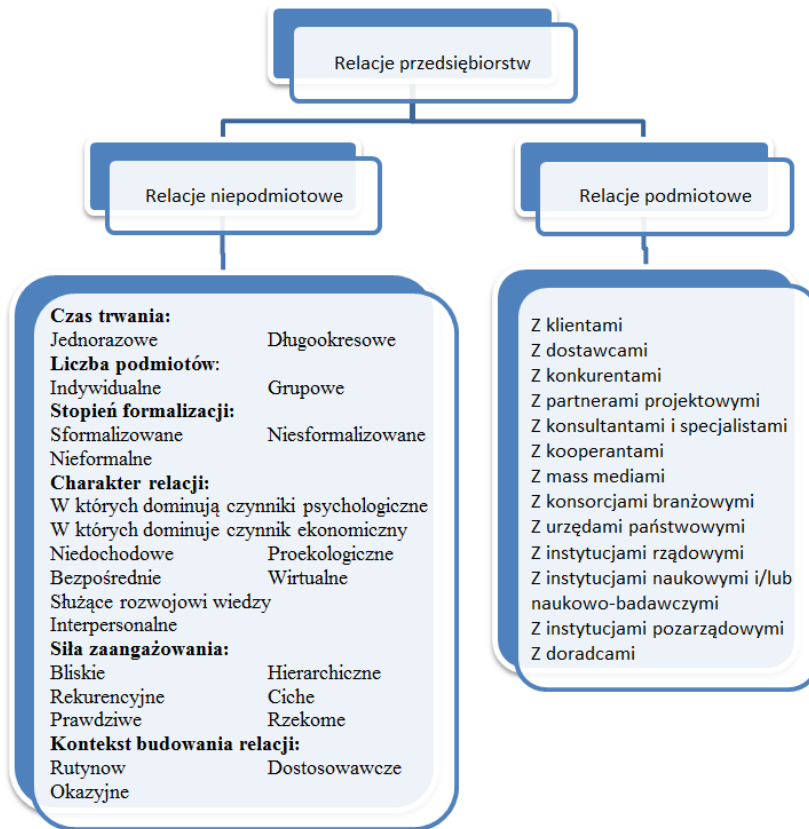 Relacje przedsiębiorstw
Relacje niepodmiotowe
Relacje podmiotowe
Czas trwania:
Jednorazowe Długookresowe
Liczba podmiotów:
Indywidualne Grupowe
Stopień formalizacji:
Sformalizowane Niesformalizowane
Nieformalne
Charakter relacji:
W których dominują czynniki psychologiczne
W których dominuje czynnik ekonomiczny
Niedochodowe Proekologiczne
Bezpośrednie Wirtualne
Służące rozwojowi wiedzy
Interpersonalne
Siła zaangażowania:
Bliskie Hierarchiczne
Rekurencyjne Ciche
Prawdziwe Rzekome
Kontekst budowania relacji:
Rutynow Dostosowawcze
Okazyjne
Z klientami
Z dostawcami
Z konkurentami
Z partnerami projektowymi
Z konsultantami i specjalistami
Z kooperantami
Z mass mediami
Z konsorcjami branżowymi
Z urzędami państwowymi
Z instytucjami rządowymi
Z instytucjami naukowymi i/lub
naukowo-badawczymi
Z instytucjami pozarządowymi
Z doradcami